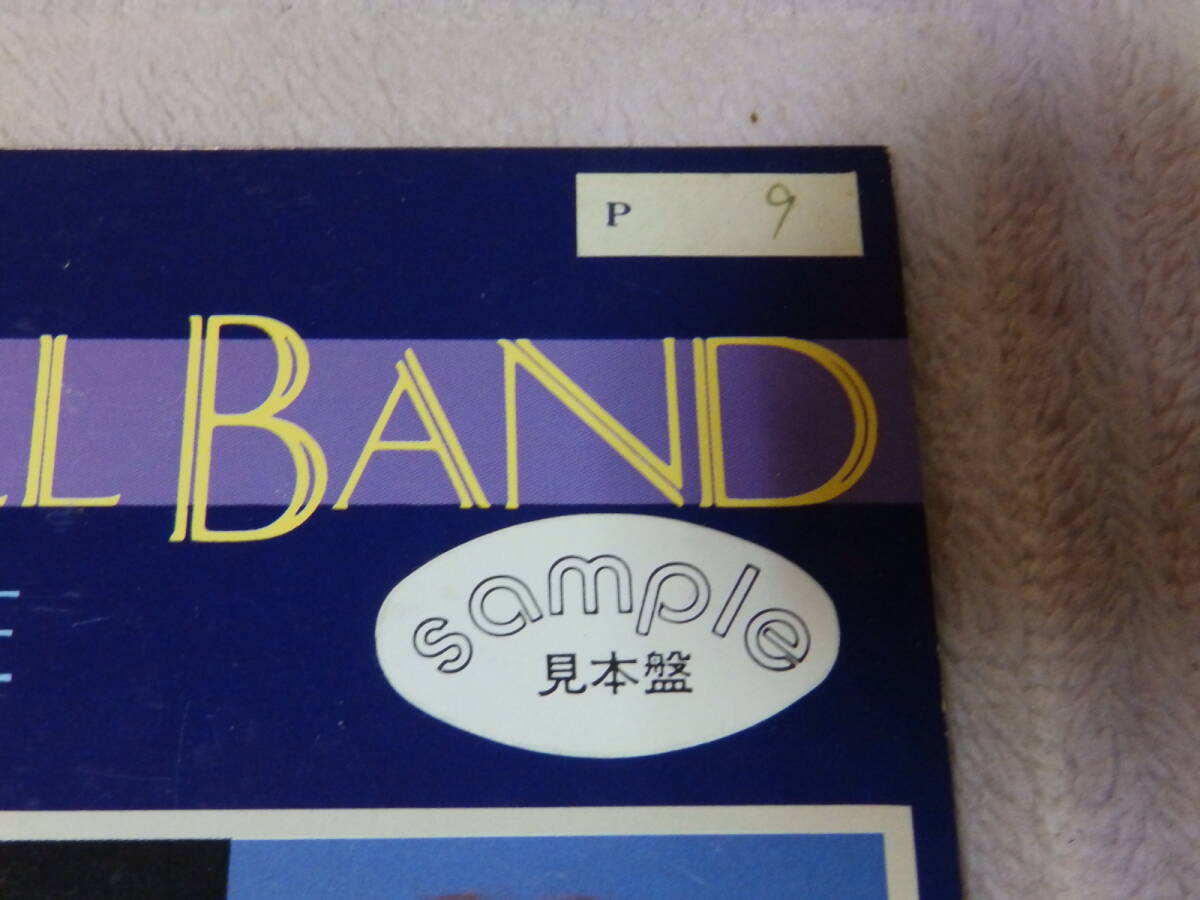 P 9
LL BAND
sample
見本盤